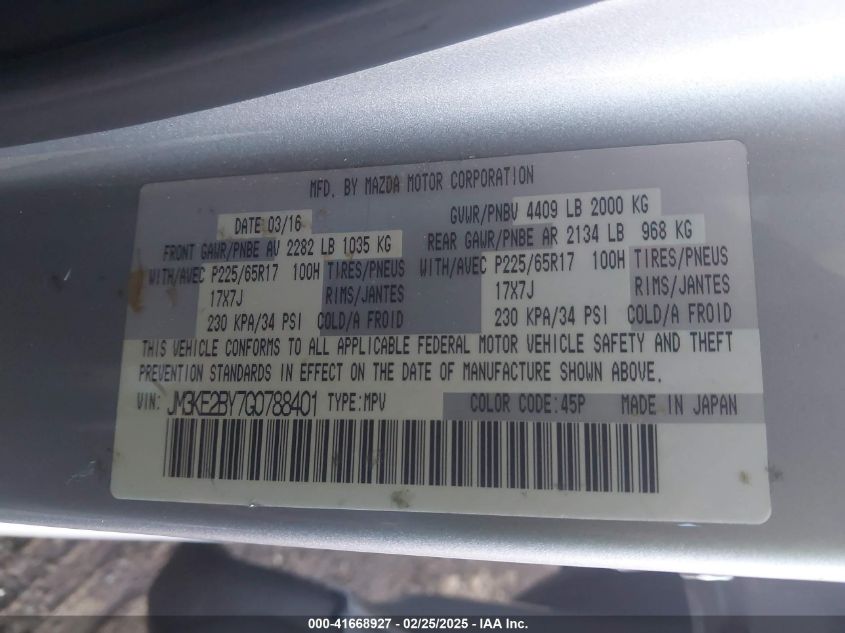 MFD. BY MAZDA MOTOR CORPORATION
DATE 03/16 GVWR/PNBV 4409 LB 2000 KG
FRONT GAWR/PNBE AV 2282 LB 1035 KG REAR GAWR/PNBE AR 2134 LB 968 KG
WITH/AVEC P225/65R17 100H TIRES/PNEUS WITH/AVEC P225/65R17 100H TIRES/PNEUS
17X7J RIMS/JANTES 17X7J RIMS/JANTES
230 KPA/34 PSI COLD/A FROID 230 KPA/34 PSI COLD/A FROID
THIS VEHICLE CONFORMS TO ALL APPLICABLE FEDERAL MOTOR VEHICLE SAFETY AND THEFT
PREVENTION STANDARDS IN EFFECT ON THE DATE OF MANUFACTURE SHOWN ABOVE.
VIN: JM3KE2BY7G0788401 TYPE:MPV COLOR CODE:45P MADE IN JAPAN
000-41668927 - 02/25/2025 - IAA Inc.